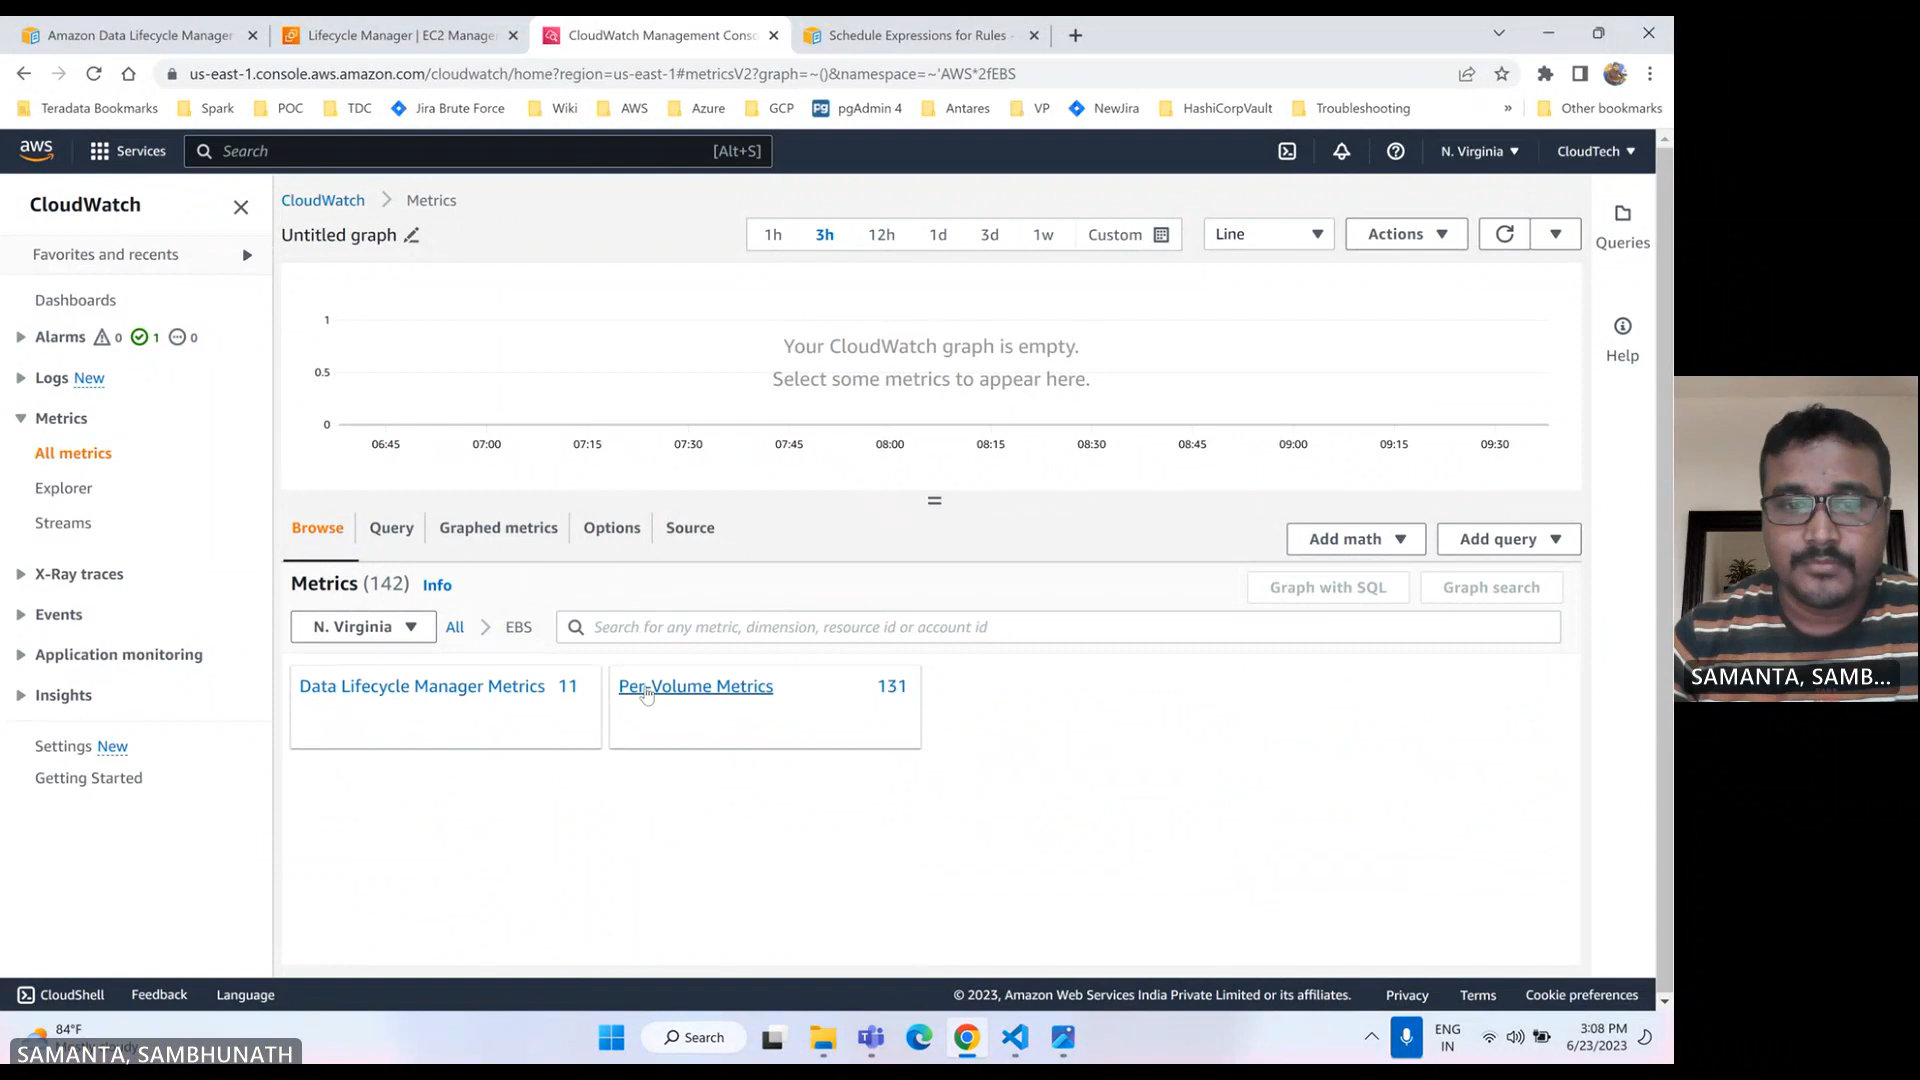 Amazon Data Lifecycle Manager
Lifecycle Manager | EC2 Manage
CloudWatch Management Conso
Schedule Expressions for Rules -
us-east-1.console.aws.amazon.com/cloudwatch/home?region=us-east-1#metricsV2?graph=~()&namespace=~'AWS*2fEBS
Teradata Bookmarks Spark POC TDC Jira Brute Force Wiki AWS Azure GCP pgAdmin 4 Antares VP NewJira HashiCorpVault Troubleshooting » Other bookmarks
aws Services Search [Alt+S] N. Virginia CloudTech
CloudWatch
Favorites and recents
Dashboards
Alarms 0 1 0
Logs New
Metrics
All metrics
Explorer
Streams
X-Ray traces
Events
Application monitoring
Insights
Settings New
Getting Started
CloudWatch Metrics
Untitled graph
1h 3h 12h 1d 3d 1w Custom Line Actions
Queries
Help
1
0.5
0
Your CloudWatch graph is empty.
Select some metrics to appear here.
06:45 07:00 07:15 07:30 07:45 08:00 08:15 08:30 08:45 09:00 09:15 09:30
Browse Query Graphed metrics Options Source Add math Add query
Metrics (142) Info Graph with SQL Graph search
N. Virginia All EBS Search for any metric, dimension, resource id or account id
Data Lifecycle Manager Metrics 11
Per-Volume Metrics 131
SAMANTA, SAMB...
CloudShell Feedback Language © 2023, Amazon Web Services India Private Limited or its affiliates. Privacy Terms Cookie preferences
84°F
SAMANTA, SAMBHUNATH
Pg
Search
ENG
IN
3:08 PM
6/23/2023